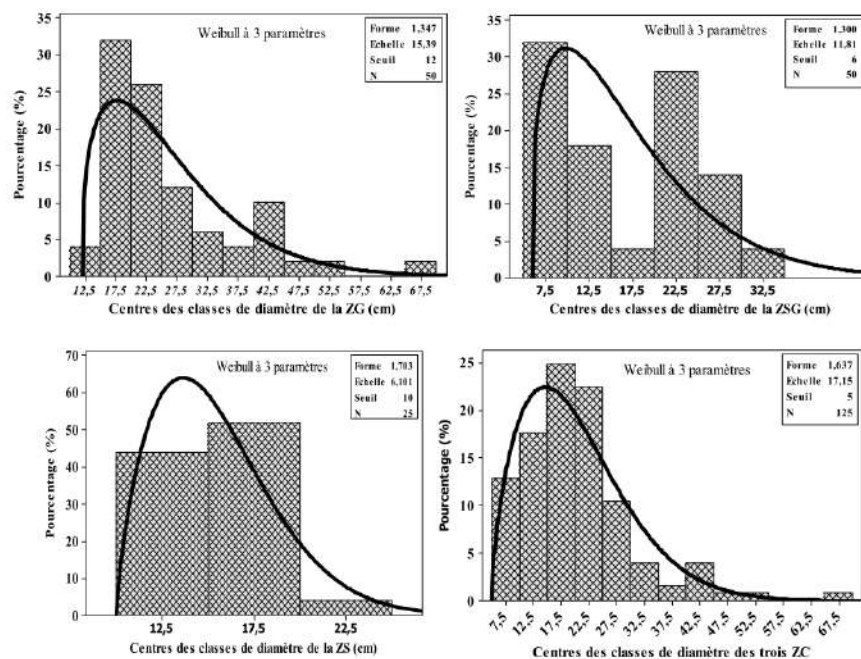 Weibull à 3 paramètres
Forme 1,347
Echelle 15,39
Seuil 12
N 50
Pourcentage (%)
35
30
25
20
15
10
5
0
12,5 17,5 22,5 27,5 32,5 37,5 42,5 47,5 52,5 57,5 62,5 67,5
Centres des classes de diamètre de la ZG (cm)
Weibull à 3 paramètres
Forme 1,300
Echelle 11,81
Seuil 6
N 50
Pourcentage (%)
35
30
25
20
15
10
5
0
7,5 12,5 17,5 22,5 27,5 32,5
Centres des classes de diamètre de la ZSG (cm)
Weibull à 3 paramètres
Forme 1,703
Echelle 6,101
Seuil 10
N 25
Pourcentage (%)
70
60
50
40
30
20
10
0
12,5 17,5 22,5
Centres des classes de diamètre de la ZS (cm)
Weibull à 3 paramètres
Forme 1,637
Echelle 17,15
Seuil 5
N 125
Pourcentage (%)
25
20
15
10
5
0
7,5 12,5 17,5 22,5 27,5 32,5 37,5 42,5 47,5 52,5 57,5 62,5 67,5
Centres des classes de diamètre des trois ZC (cm)